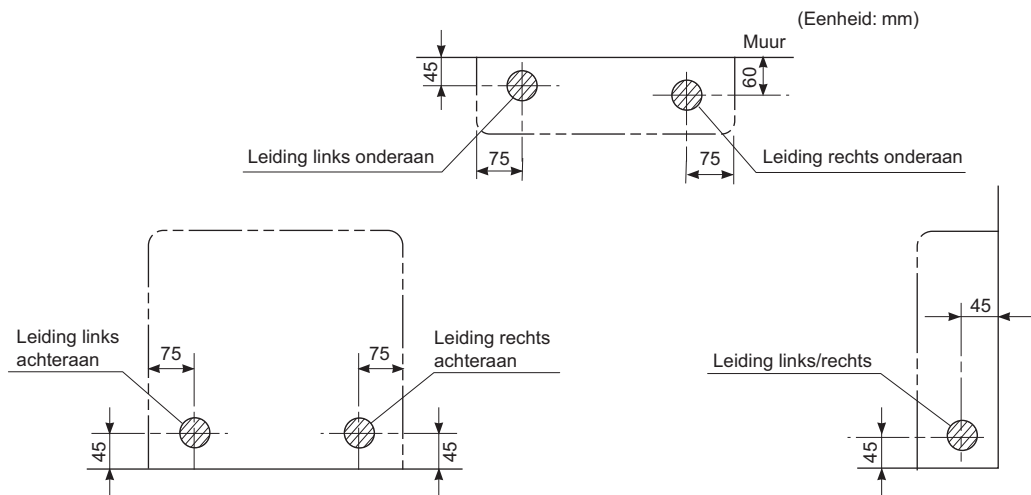 (Eenheid: mm)
Muur
45
60
Leiding links onderaan
75
75
Leiding rechts onderaan
Leiding links
achteraan
75
75
Leiding rechts
achteraan
45
45
45
Leiding links/rechts
45